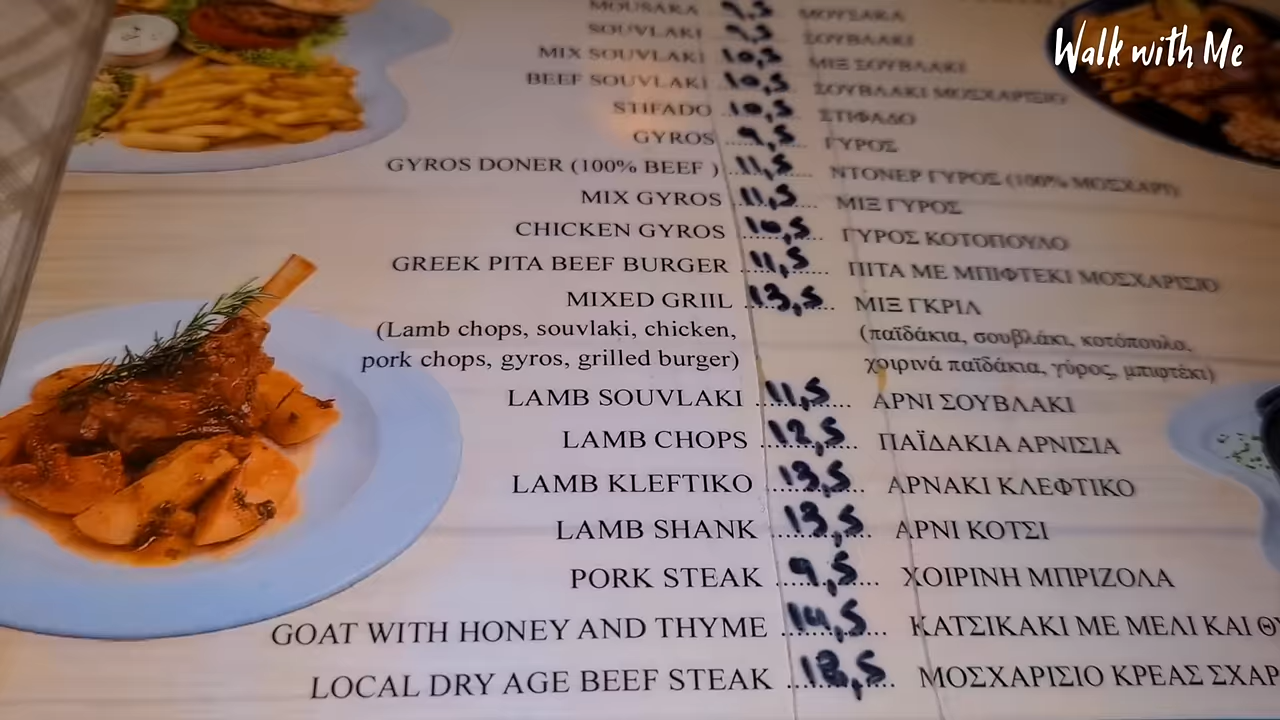 MOUSAKA 9,5 ΜΟΥΣΑΚΑ
SOUVLAKI 9,5 ΣΟΥΒΛΑΚΙ
MIX SOUVLAKI 10,5 ΜΙΞ ΣΟΥΒΛΑΚΙ
BEEF SOUVLAKI 10,5 ΣΟΥΒΛΑΚΙ ΜΟΣΧΑΡΙΣΙΟ
STIFADO 10,5 ΣΤΙΦΑΔΟ
GYROS 9,5 ΓΥΡΟΣ
GYROS DONER (100% BEEF ) 11,5 ΝΤΟΝΕΡ ΓΥΡΟΣ (100% ΜΟΣΧΑΡΙ)
MIX GYROS 11,5 ΜΙΞ ΓΥΡΟΣ
CHICKEN GYROS 10,5 ΓΥΡΟΣ ΚΟΤΟΠΟΥΛΟ
GREEK PITA BEEF BURGER 11,5 ΠΙΤΑ ΜΕ ΜΠΙΦΤΕΚΙ ΜΟΣΧΑΡΙΣΙΟ
MIXED GRIIL 13,5 ΜΙΞ ΓΚΡΙΛ
(Lamb chops, souvlaki, chicken, (παϊδάκια, σουβλάκι, κοτόπουλο,
pork chops, gyros, grilled burger) χοιρινά παϊδάκια, γύρος, μπιφτέκι)
LAMB SOUVLAKI 11,5 ΑΡΝΙ ΣΟΥΒΛΑΚΙ
LAMB CHOPS 12,5 ΠΑΪΔΑΚΙΑ ΑΡΝΙΣΙΑ
LAMB KLEFTIKO 13,5 ΑΡΝΑΚΙ ΚΛΕΦΤΙΚΟ
LAMB SHANK 13,5 ΑΡΝΙ ΚΟΤΣΙ
PORK STEAK 9,5 ΧΟΙΡΙΝΗ ΜΠΡΙΖΟΛΑ
GOAT WITH HONEY AND THYME 14,5 ΚΑΤΣΙΚΑΚΙ ΜΕ ΜΕΛΙ ΚΑΙ ΘΥ
LOCAL DRY AGE BEEF STEAK ΜΟΣΧΑΡΙΣΙΟ ΚΡΕΑΣ ΣΧΑΡ
Walk with Me